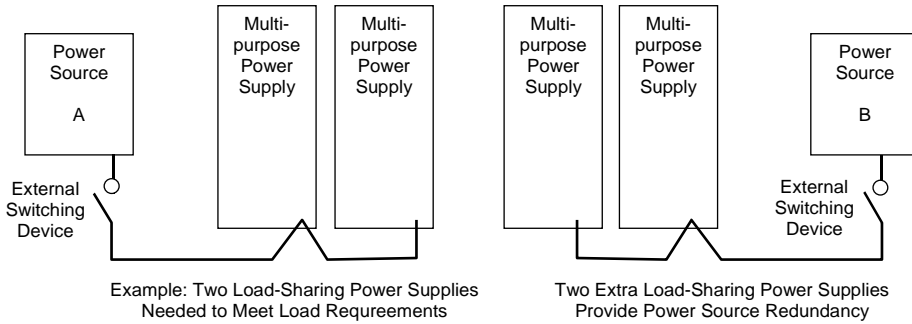 Power
Source
A
External
Switching
Device
Multi-
purpose
Power
Supply
Multi-
purpose
Power
Supply
Example: Two Load-Sharing Power Supplies
Needed to Meet Load Requreements
Multi-
purpose
Power
Supply
Multi-
purpose
Power
Supply
Power
Source
B
External
Switching
Device
Two Extra Load-Sharing Power Supplies
Provide Power Source Redundancy